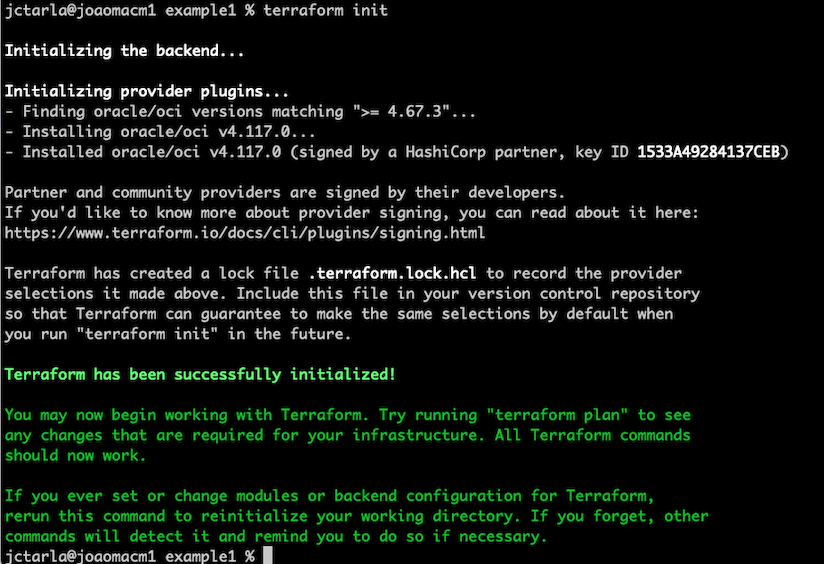 jctarla@joaomacm1 example1 % terraform init
Initializing the backend...
Initializing provider plugins...
- Finding oracle/oci versions matching ">= 4.67.3"...
- Installing oracle/oci v4.117.0...
- Installed oracle/oci v4.117.0 (signed by a HashiCorp partner, key ID 1533A49284137CEB)
Partner and community providers are signed by their developers.
If you'd like to know more about provider signing, you can read about it here:
https://www.terraform.io/docs/cli/plugins/signing.html
Terraform has created a lock file .terraform.lock.hcl to record the provider
selections it made above. Include this file in your version control repository
so that Terraform can guarantee to make the same selections by default when
you run "terraform init" in the future.
Terraform has been successfully initialized!
You may now begin working with Terraform. Try running "terraform plan" to see
any changes that are required for your infrastructure. All Terraform commands
should now work.
If you ever set or change modules or backend configuration for Terraform,
rerun this command to reinitialize your working directory. If you forget, other
commands will detect it and remind you to do so if necessary.
jctarla@joaomacm1 example1 %